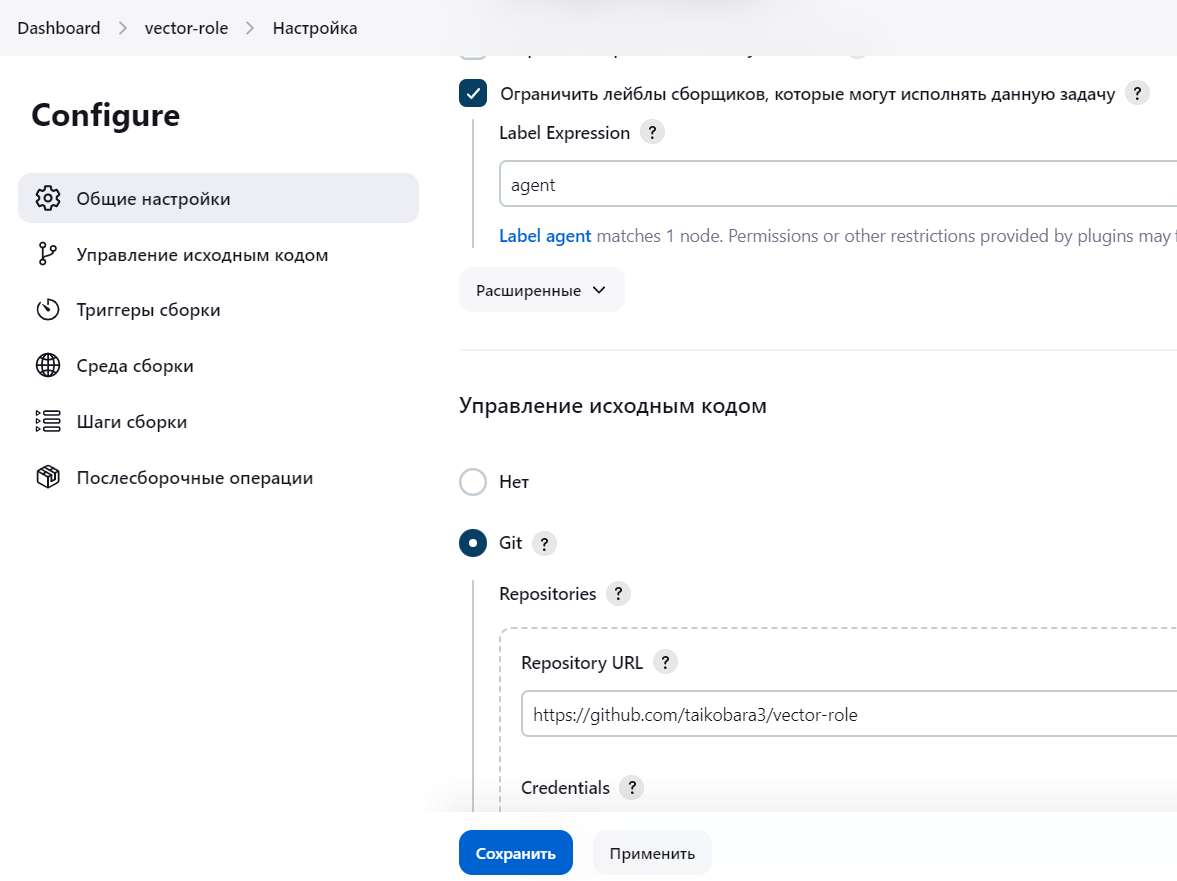 Dashboard > vector-role > Настройка
Configure
Общие настройки
Управление исходным кодом
Триггеры сборки
Среда сборки
Шаги сборки
Послесборочные операции
Ограничить лейблы сборщиков, которые могут исполнять данную задачу ?
Label Expression ?
agent
Label agent matches 1 node. Permissions or other restrictions provided by plugins may
Расширенные
Управление исходным кодом
Нет
Git ?
Repositories ?
Repository URL ?
https://github.com/taikobara3/vector-role
Credentials ?
Сохранить
Применить